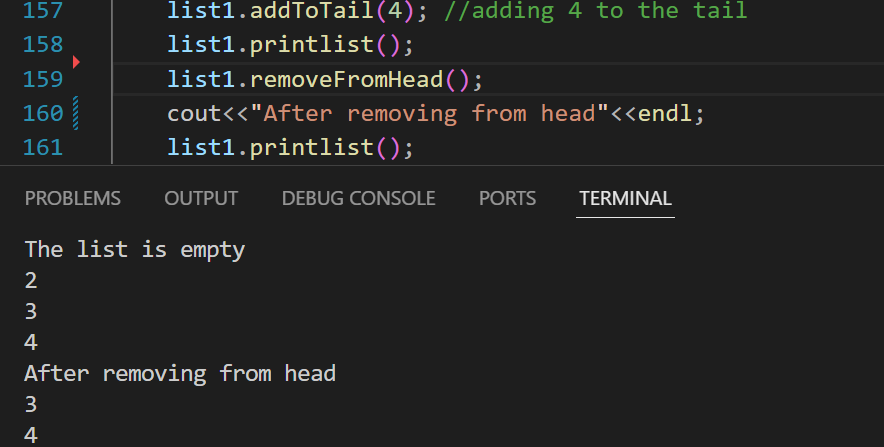 157 list1.addToTail(4); //adding 4 to the tail
158 list1.printlist();
159 list1.removeFromHead();
160 cout<<"After removing from head"<<endl;
161 list1.printlist();
PROBLEMS OUTPUT DEBUG CONSOLE PORTS TERMINAL
The list is empty
2
3
4
After removing from head
3
4